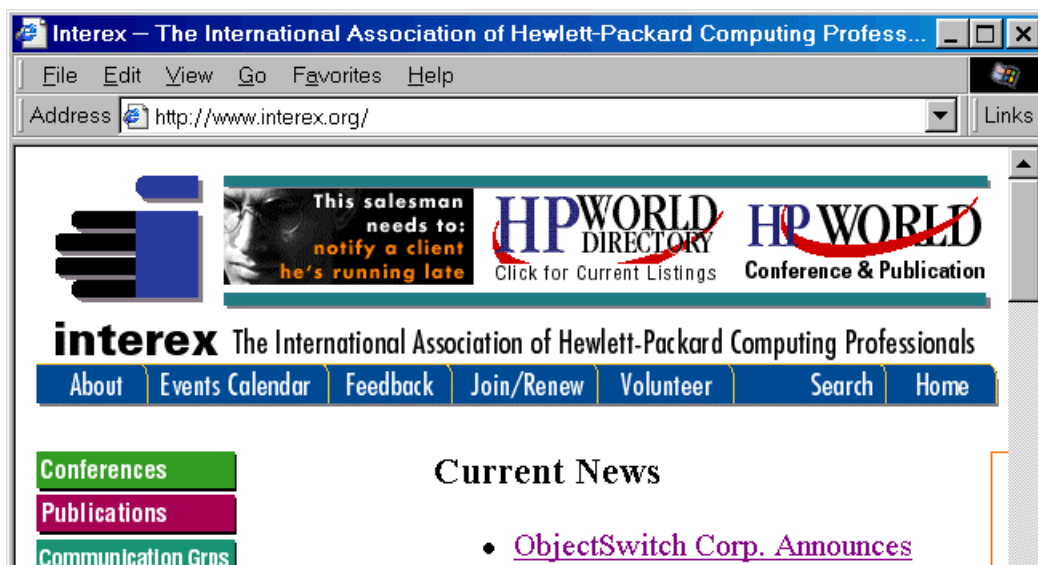 Interex — The International Association of Hewlett-Packard Computing Profess...
File Edit View Go Favorites Help
Address http://www.interex.org/ Links
This salesman
needs to:
notify a client
he's running late
HPWORLD
DIRECTORY
Click for Current Listings
HP WORLD
Conference & Publication
interex The International Association of Hewlett-Packard Computing Professionals
About Events Calendar Feedback Join/Renew Volunteer Search Home
Conferences
Publications
Communication Grps
Current News
• ObjectSwitch Corp. Announces